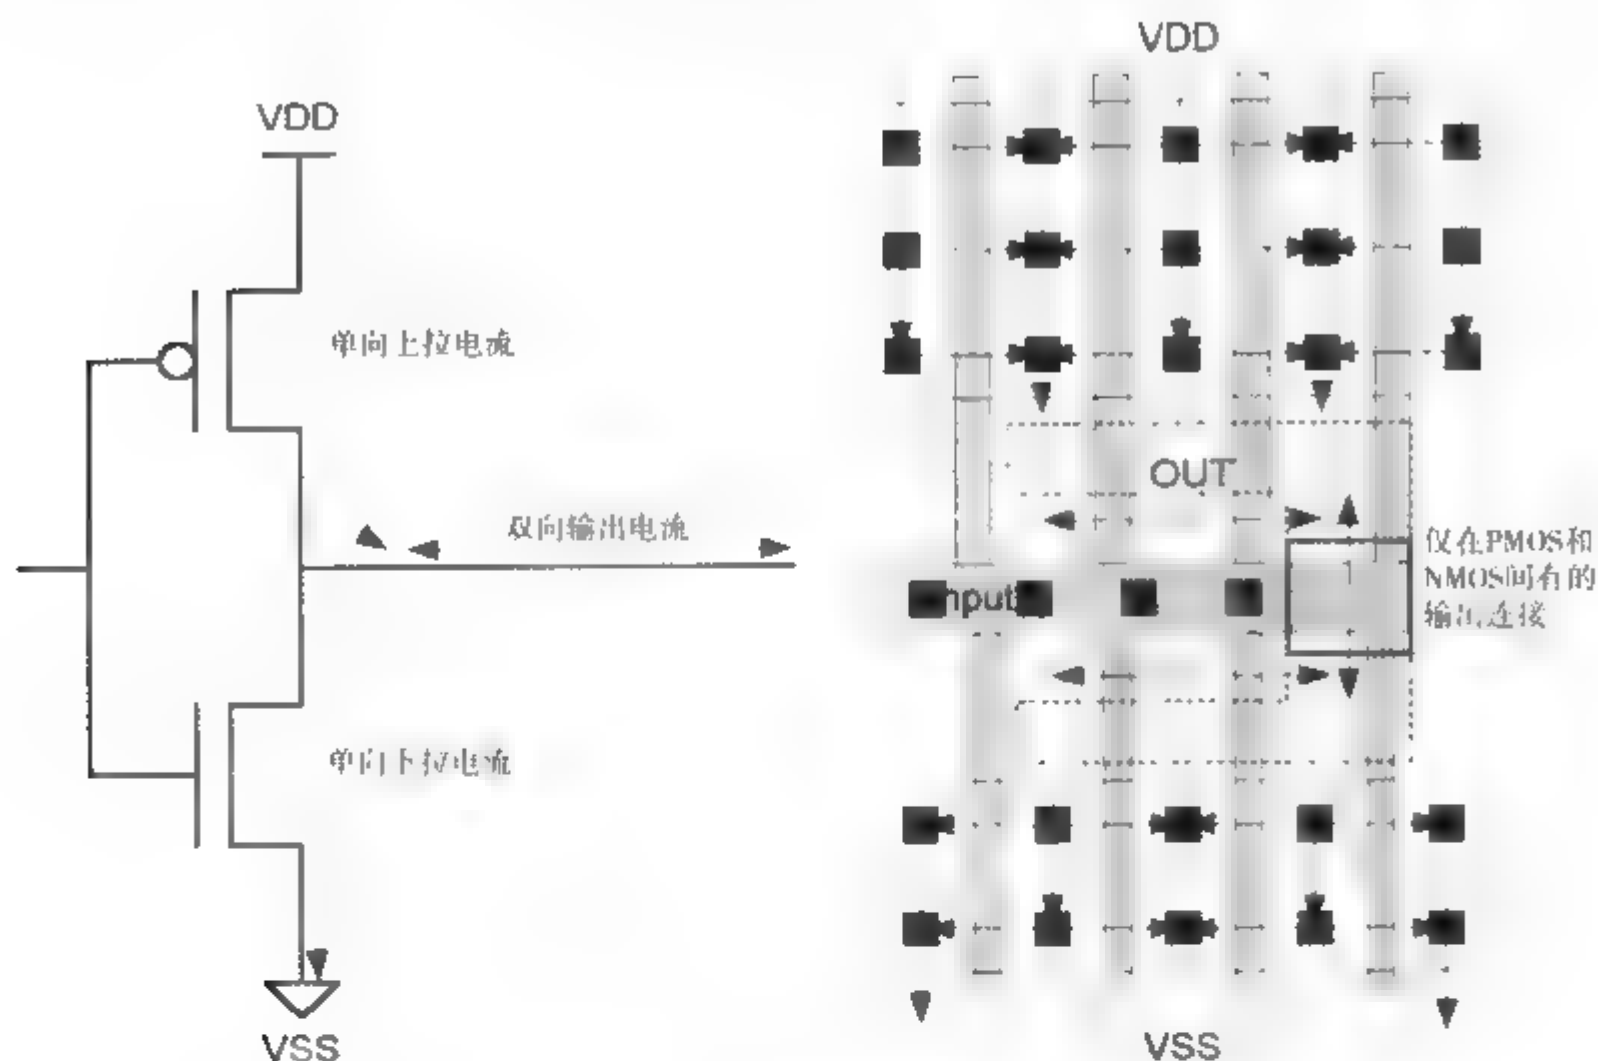 VDD
单向上拉电流
双向输出电流
单向下拉电流
VSS
VDD
OUT
Input
仅在PMOS和
NMOS间有的
输出连接
VSS